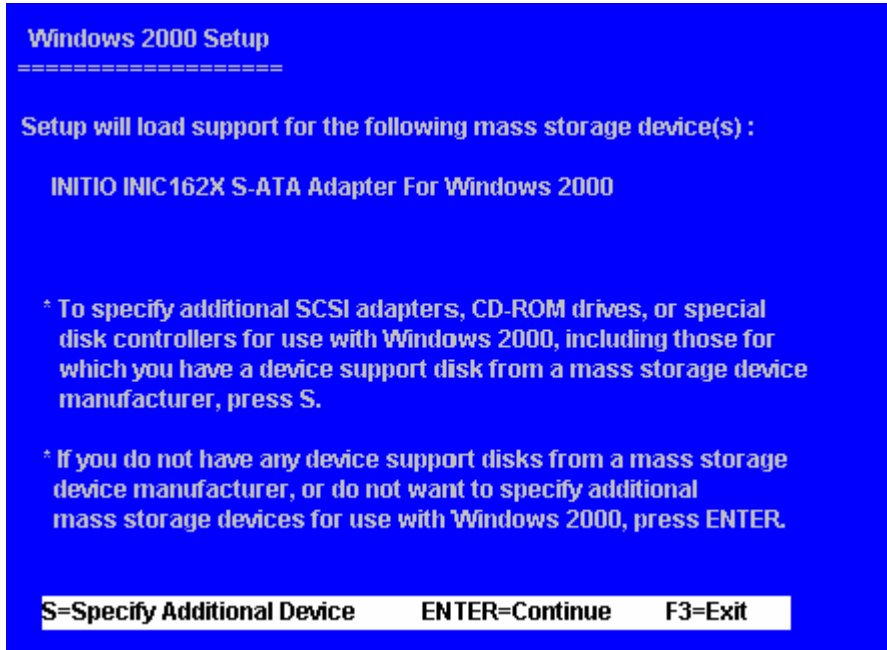 Windows 2000 Setup
===================
Setup will load support for the following mass storage device(s) :
INITIO INIC162X S-ATA Adapter For Windows 2000
* To specify additional SCSI adapters, CD-ROM drives, or special
disk controllers for use with Windows 2000, including those for
which you have a device support disk from a mass storage device
manufacturer, press S.
* If you do not have any device support disks from a mass storage
device manufacturer, or do not want to specify additional
mass storage devices for use with Windows 2000, press ENTER.
S=Specify Additional Device ENTER=Continue F3=Exit